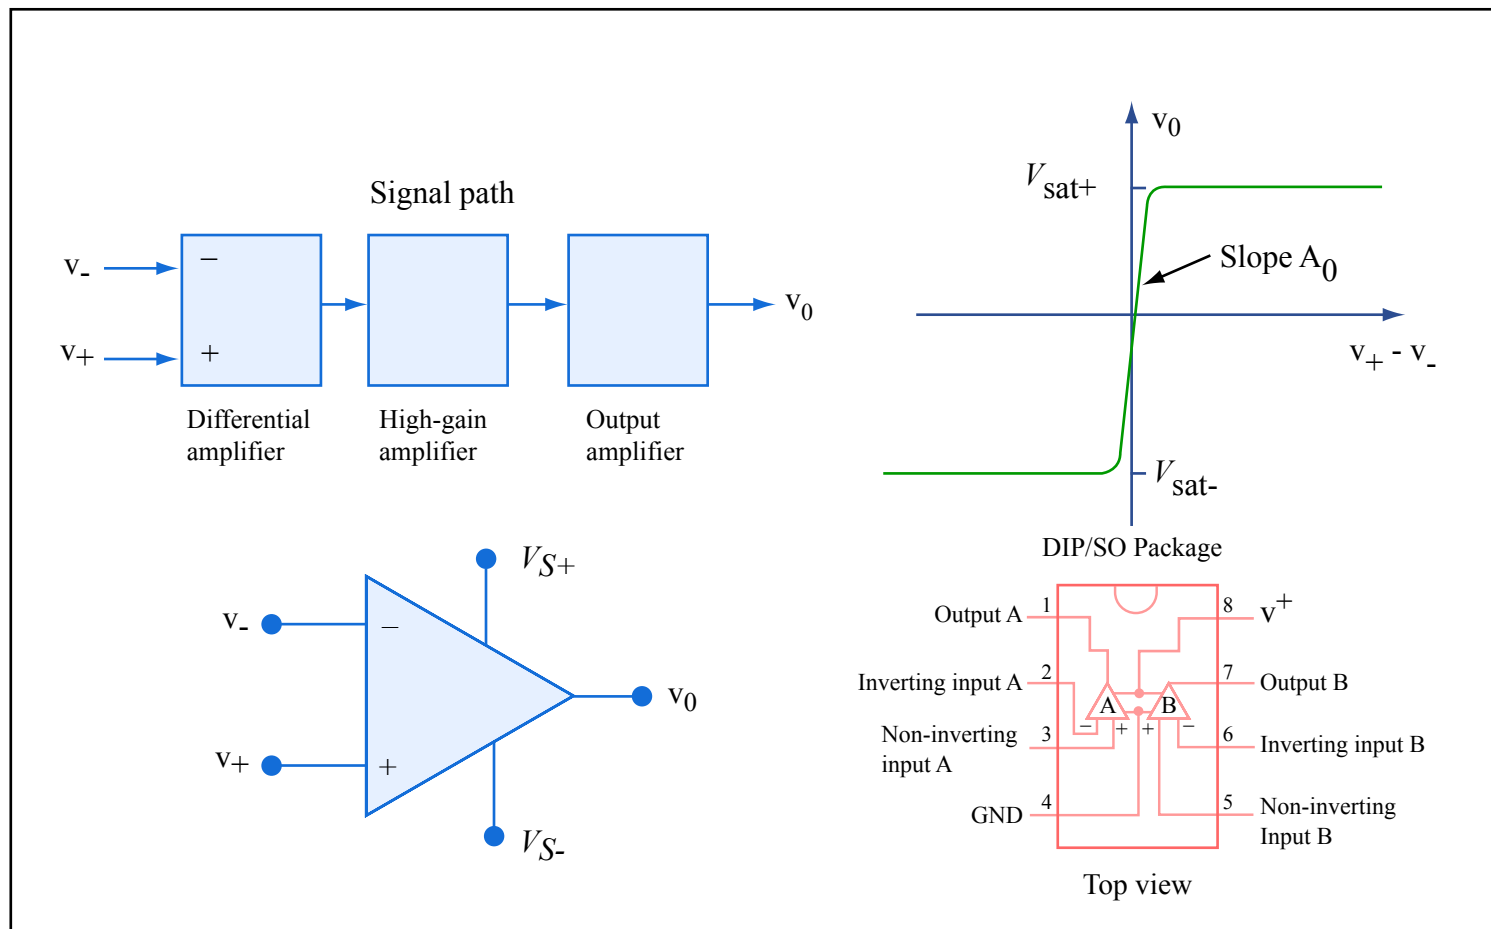 Signal path
v-
−
v+
+
v0
Differential
amplifier
High-gain
amplifier
Output
amplifier
v0
Vsat+
Slope A0
v+ - v-
Vsat-
VS+
v-
−
v0
v+
+
VS-
DIP/SO Package
Output A
1
8
v+
Inverting input A
2
7
Output B
A
B
− + + −
Non-inverting
input A
3
6
Inverting input B
GND
4
5
Non-inverting
Input B
Top view